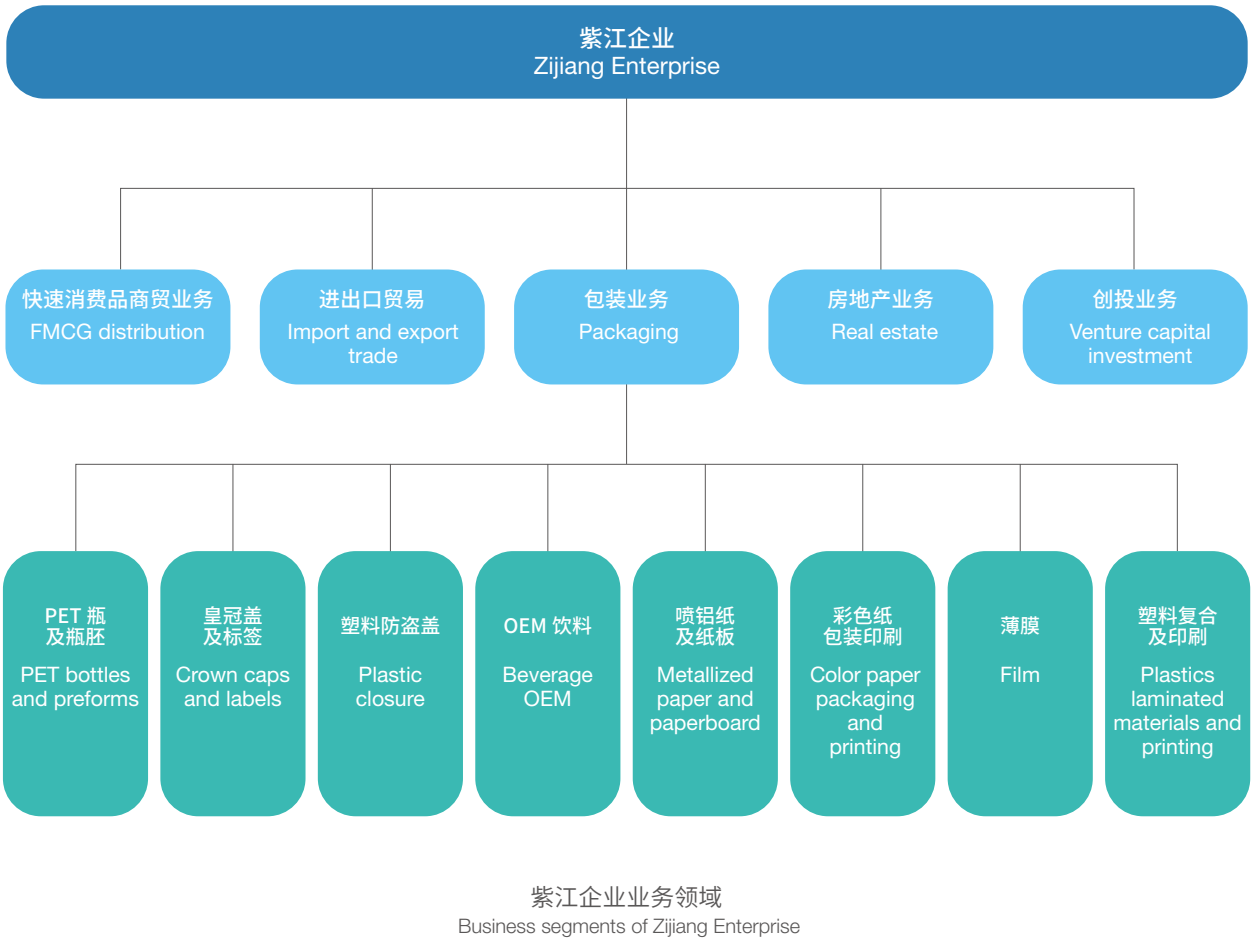 紫江企业
Zijiang Enterprise
快速消费品商贸业务
FMCG distribution
进出口贸易
Import and export
trade
包装业务
Packaging
房地产业务
Real estate
创投业务
Venture capital
investment
PET 瓶
及瓶胚
PET bottles
and preforms
皇冠盖
及标签
Crown caps
and labels
塑料防盗盖
Plastic
closure
OEM 饮料
Beverage
OEM
喷铝纸
及纸板
Metallized
paper and
paperboard
彩色纸
包装印刷
Color paper
packaging
and
printing
薄膜
Film
塑料复合
及印刷
Plastics
laminated
materials and
printing
紫江企业业务领域
Business segments of Zijiang Enterprise